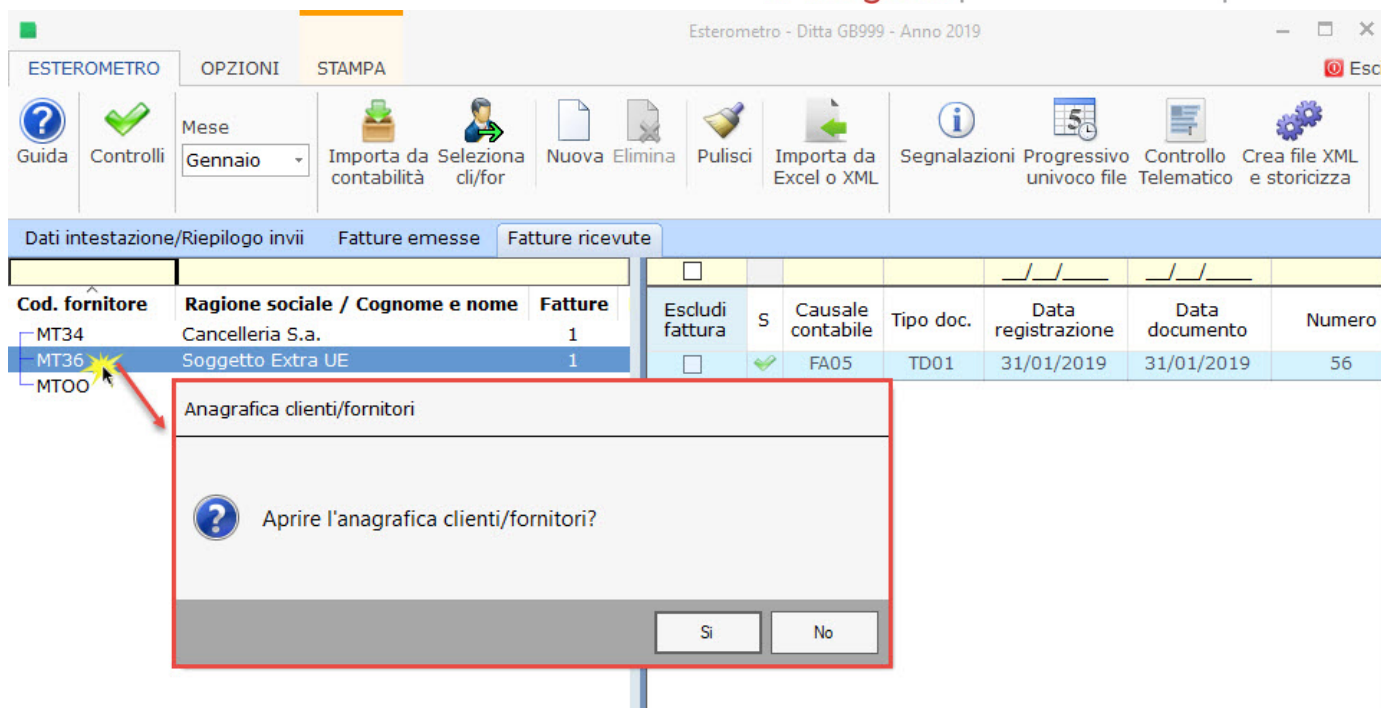 Esterometro - Ditta GB999 - Anno 2019
ESTEROMETRO OPZIONI STAMPA Esc
Guida Controlli Mese Gennaio Importa da contabilità Seleziona cli/for Nuova Elimina Pulisci Importa da Excel o XML Segnalazioni Progressivo univoco file Controllo Telematico Crea file XML e storicizza
Dati intestazione/Riepilogo invii Fatture emesse Fatture ricevute
__/__/____ __/__/____
Cod. fornitore Ragione sociale / Cognome e nome Fatture Escludi fattura S Causale contabile Tipo doc. Data registrazione Data documento Numero
MT34 Cancelleria S.a. 1
MT36 Soggetto Extra UE 1 FA05 TD01 31/01/2019 31/01/2019 56
MTOO
Anagrafica clienti/fornitori
Aprire l'anagrafica clienti/fornitori?
Si No